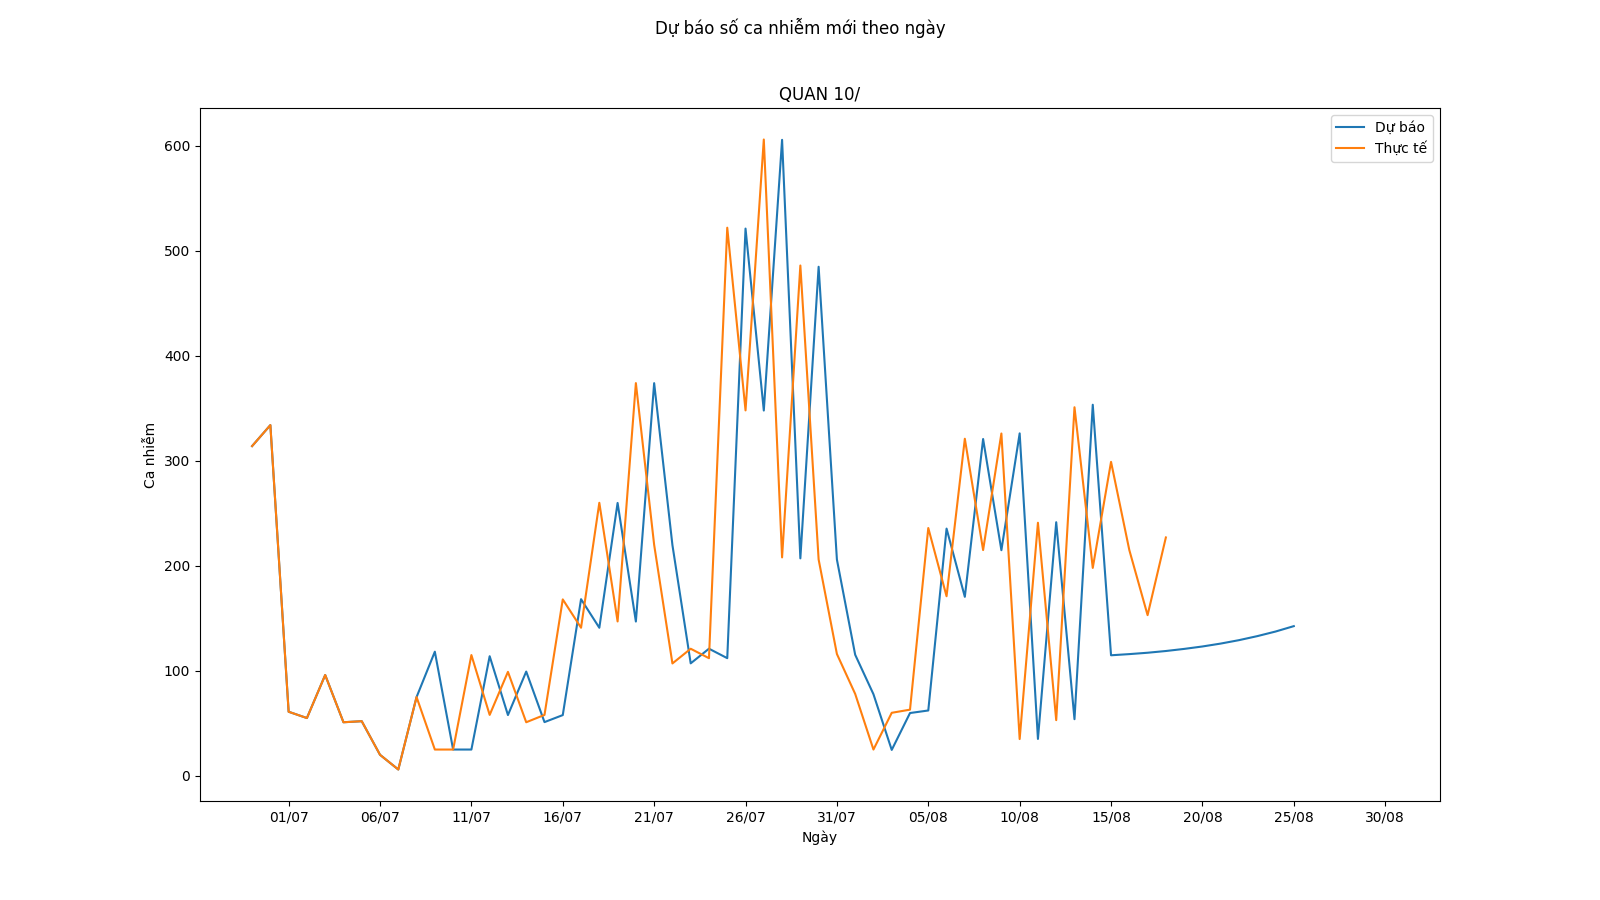 Dự báo số ca nhiễm mới theo ngày
QUAN 10/
Dự báo
Thực tế
600
500
400
300
200
100
0
Ca nhiễm
01/07 06/07 11/07 16/07 21/07 26/07 31/07 05/08 10/08 15/08 20/08 25/08 30/08
Ngày